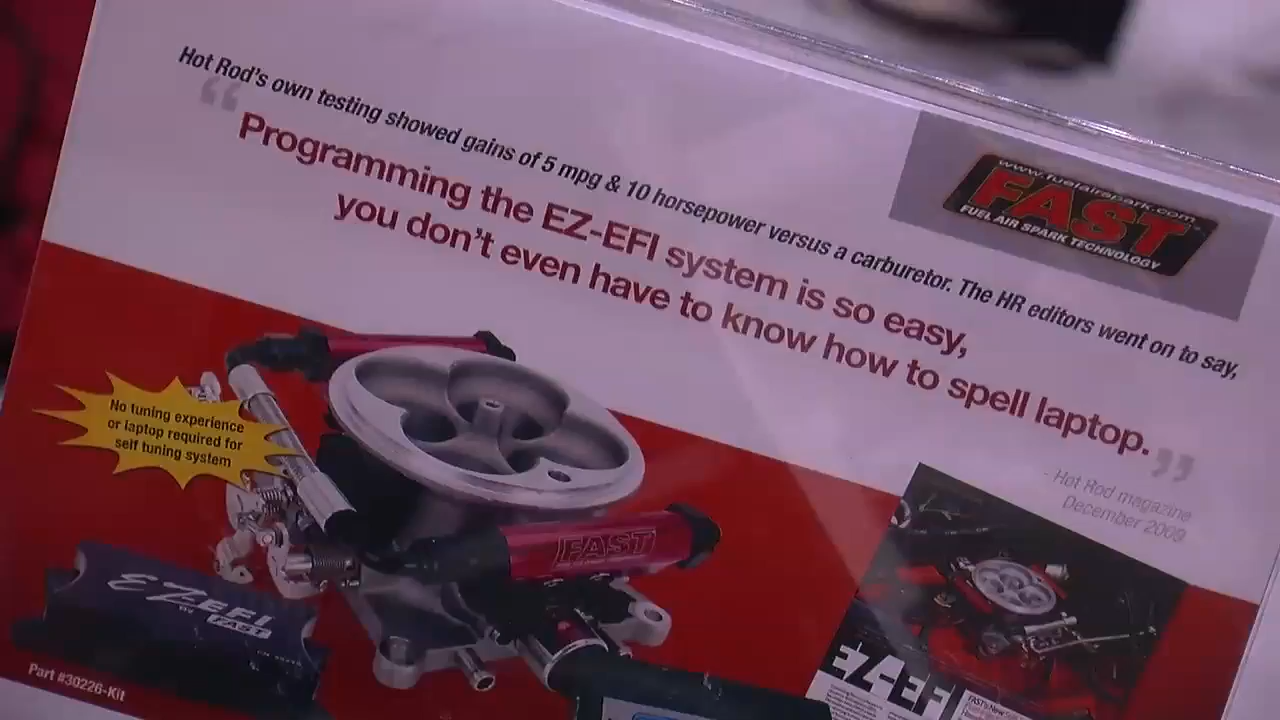 Hot Rod's own testing showed gains of 5 mpg & 10 horsepower versus a carburetor. The HR editors went on to say,
“Programming the EZ-EFI system is so easy,
you don't even have to know how to spell laptop.”
- Hot Rod magazine
December 2009
www.fuelairspark.com
FAST
FUEL AIR SPARK TECHNOLOGY
No tuning experience
or laptop required for
self tuning system
FAST
EZ-EFI
FAST
Part #30226-Kit
EZ-EF
FAST's New